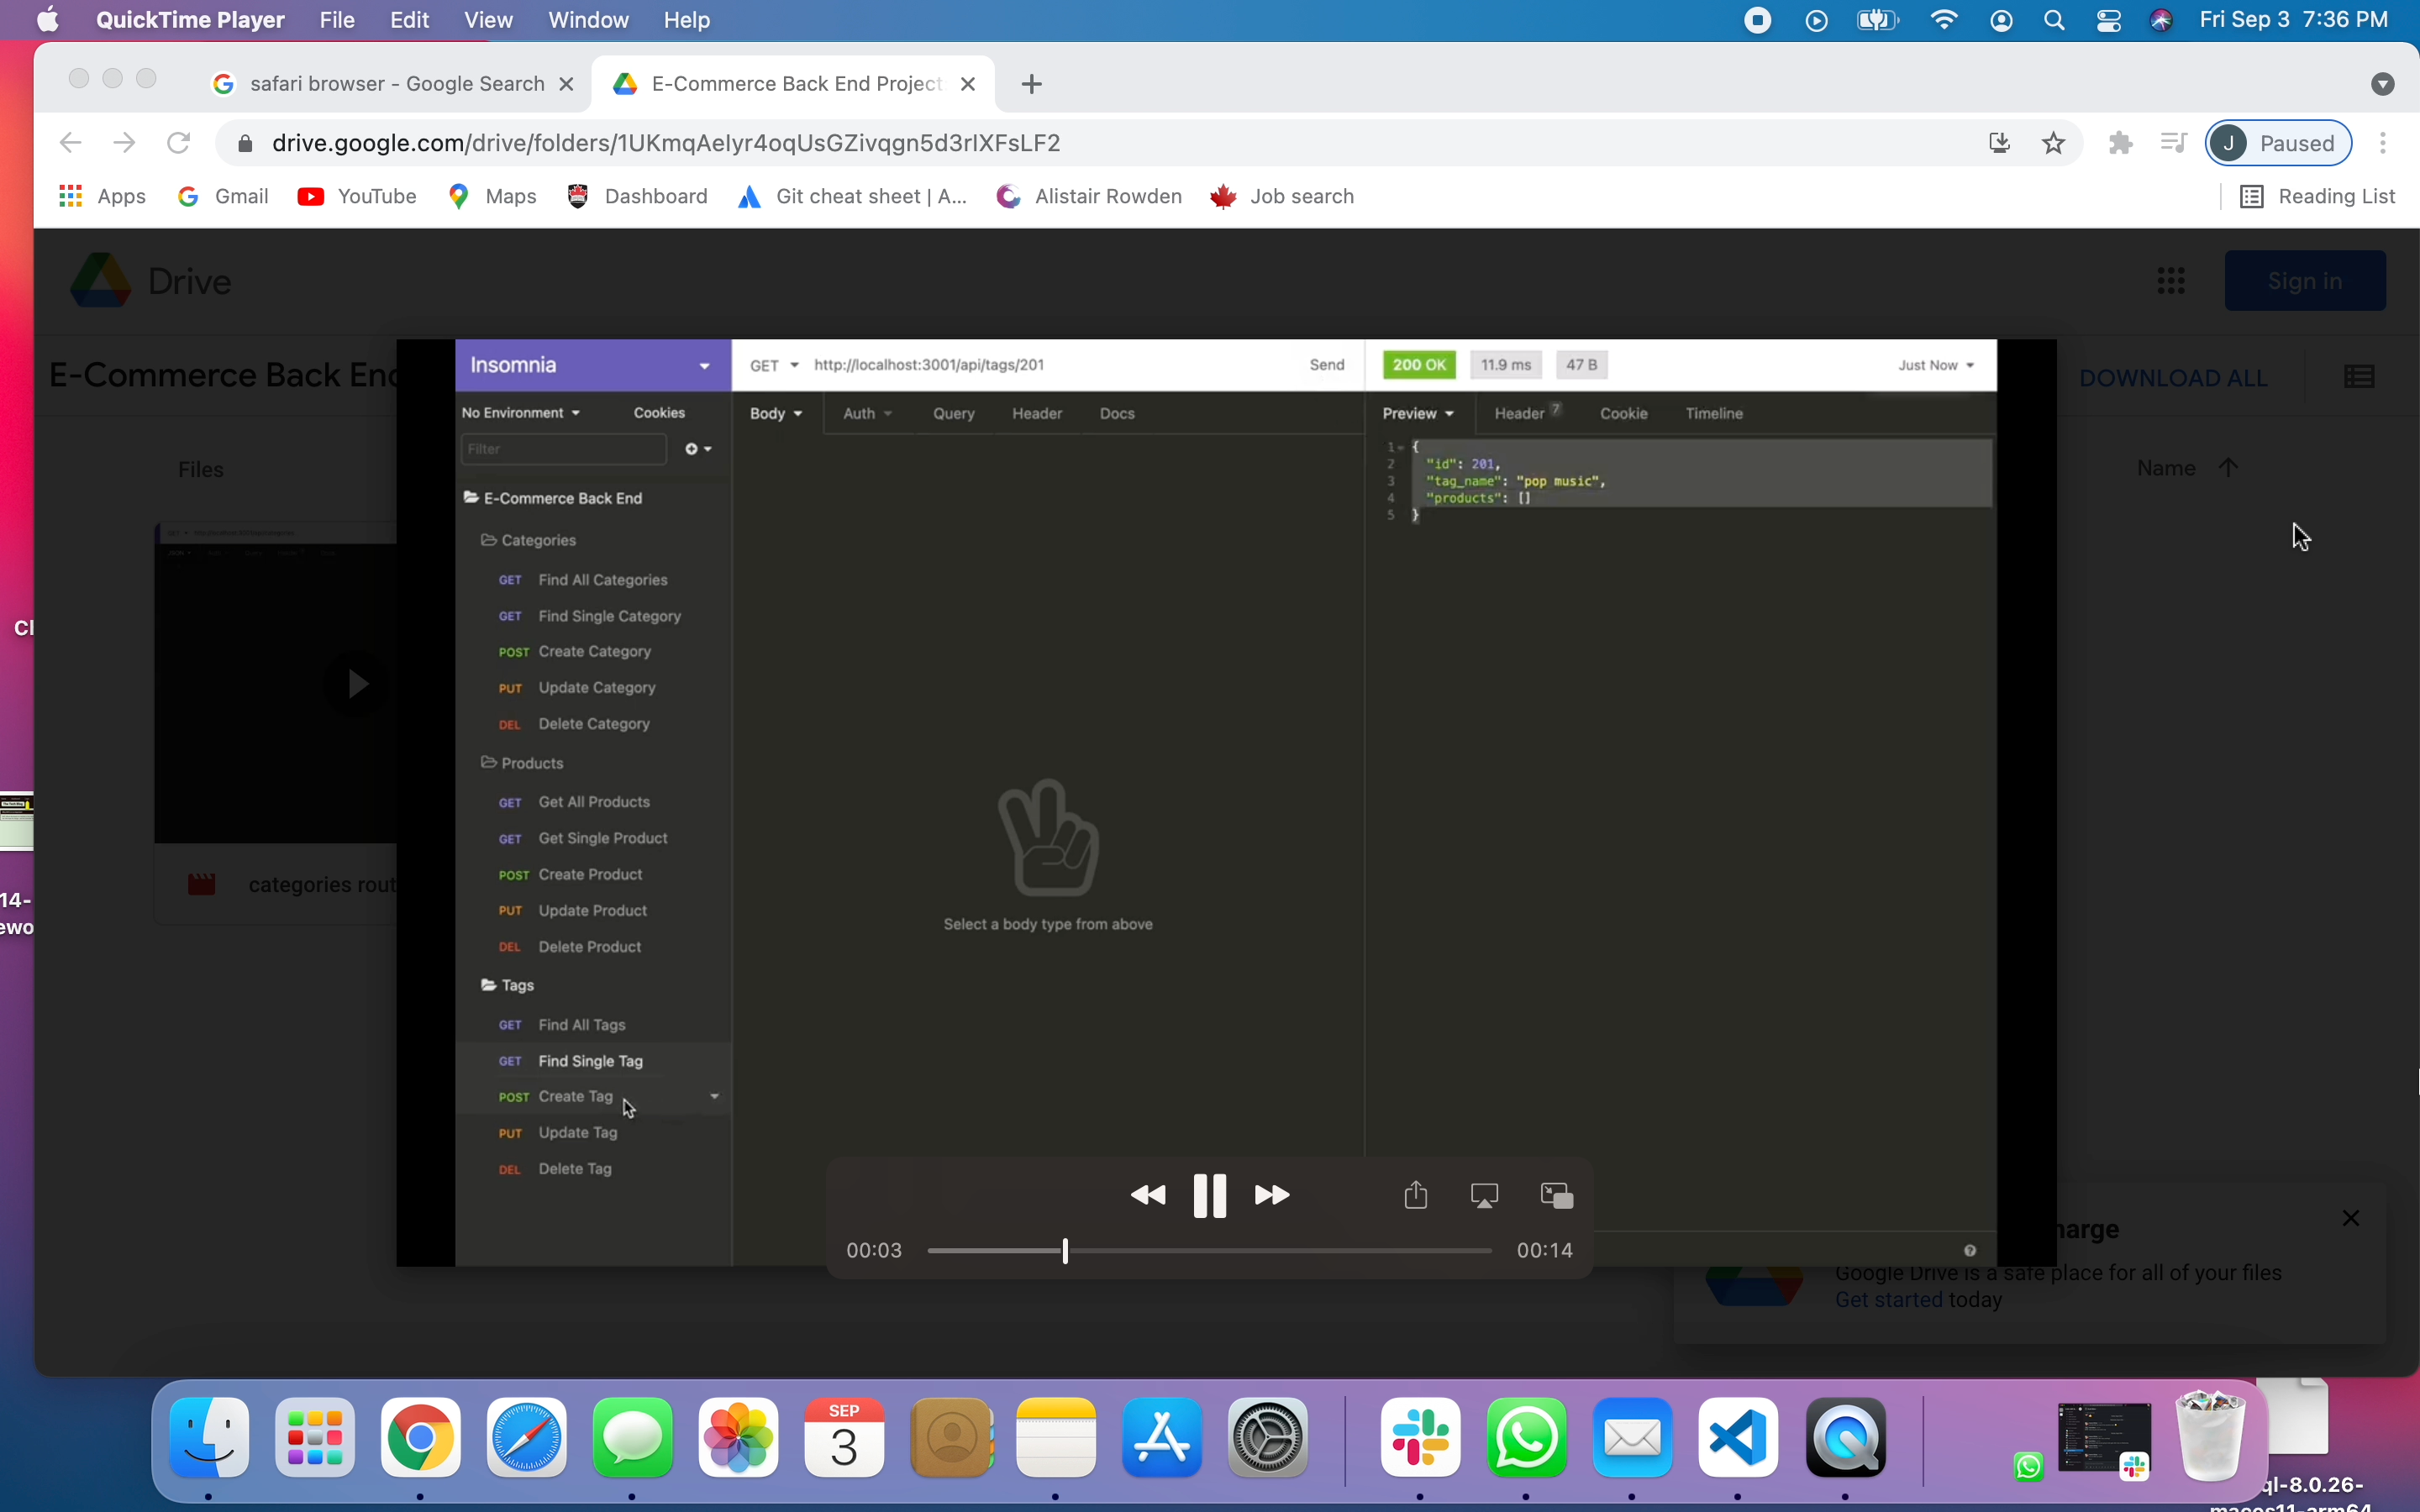 QuickTime Player File Edit View Window Help Fri Sep 3 7:36 PM
safari browser - Google Search E-Commerce Back End Project
drive.google.com/drive/folders/1UKmqAelyr4oqUsGZivqgn5d3rlXFsLF2 J Paused
Apps Gmail YouTube Maps Dashboard Git cheat sheet | A... Alistair Rowden Job search Reading List
Drive Sign in
E-Commerce Back End DOWNLOAD ALL
Files Name
categories rout
Insomnia
GET http://localhost:3001/api/tags/201 Send
200 OK 11.9 ms 47 B Just Now
No Environment Cookies
Body Auth Query Header Docs
Preview Header 7 Cookie Timeline
Filter
1 {
2 "id": 201,
3 "tag_name": "pop music",
4 "products": []
5 }
E-Commerce Back End
Categories
GET Find All Categories
GET Find Single Category
POST Create Category
PUT Update Category
DEL Delete Category
Products
GET Get All Products
GET Get Single Product
POST Create Product
PUT Update Product
DEL Delete Product
Tags
GET Find All Tags
GET Find Single Tag
POST Create Tag
PUT Update Tag
DEL Delete Tag
Select a body type from above
00:03 00:14
harge
Google Drive is a safe place for all of your files
Get started today
Cl
14-
ewo
SEP
3
ql-8.0.26-
macos11-arm64